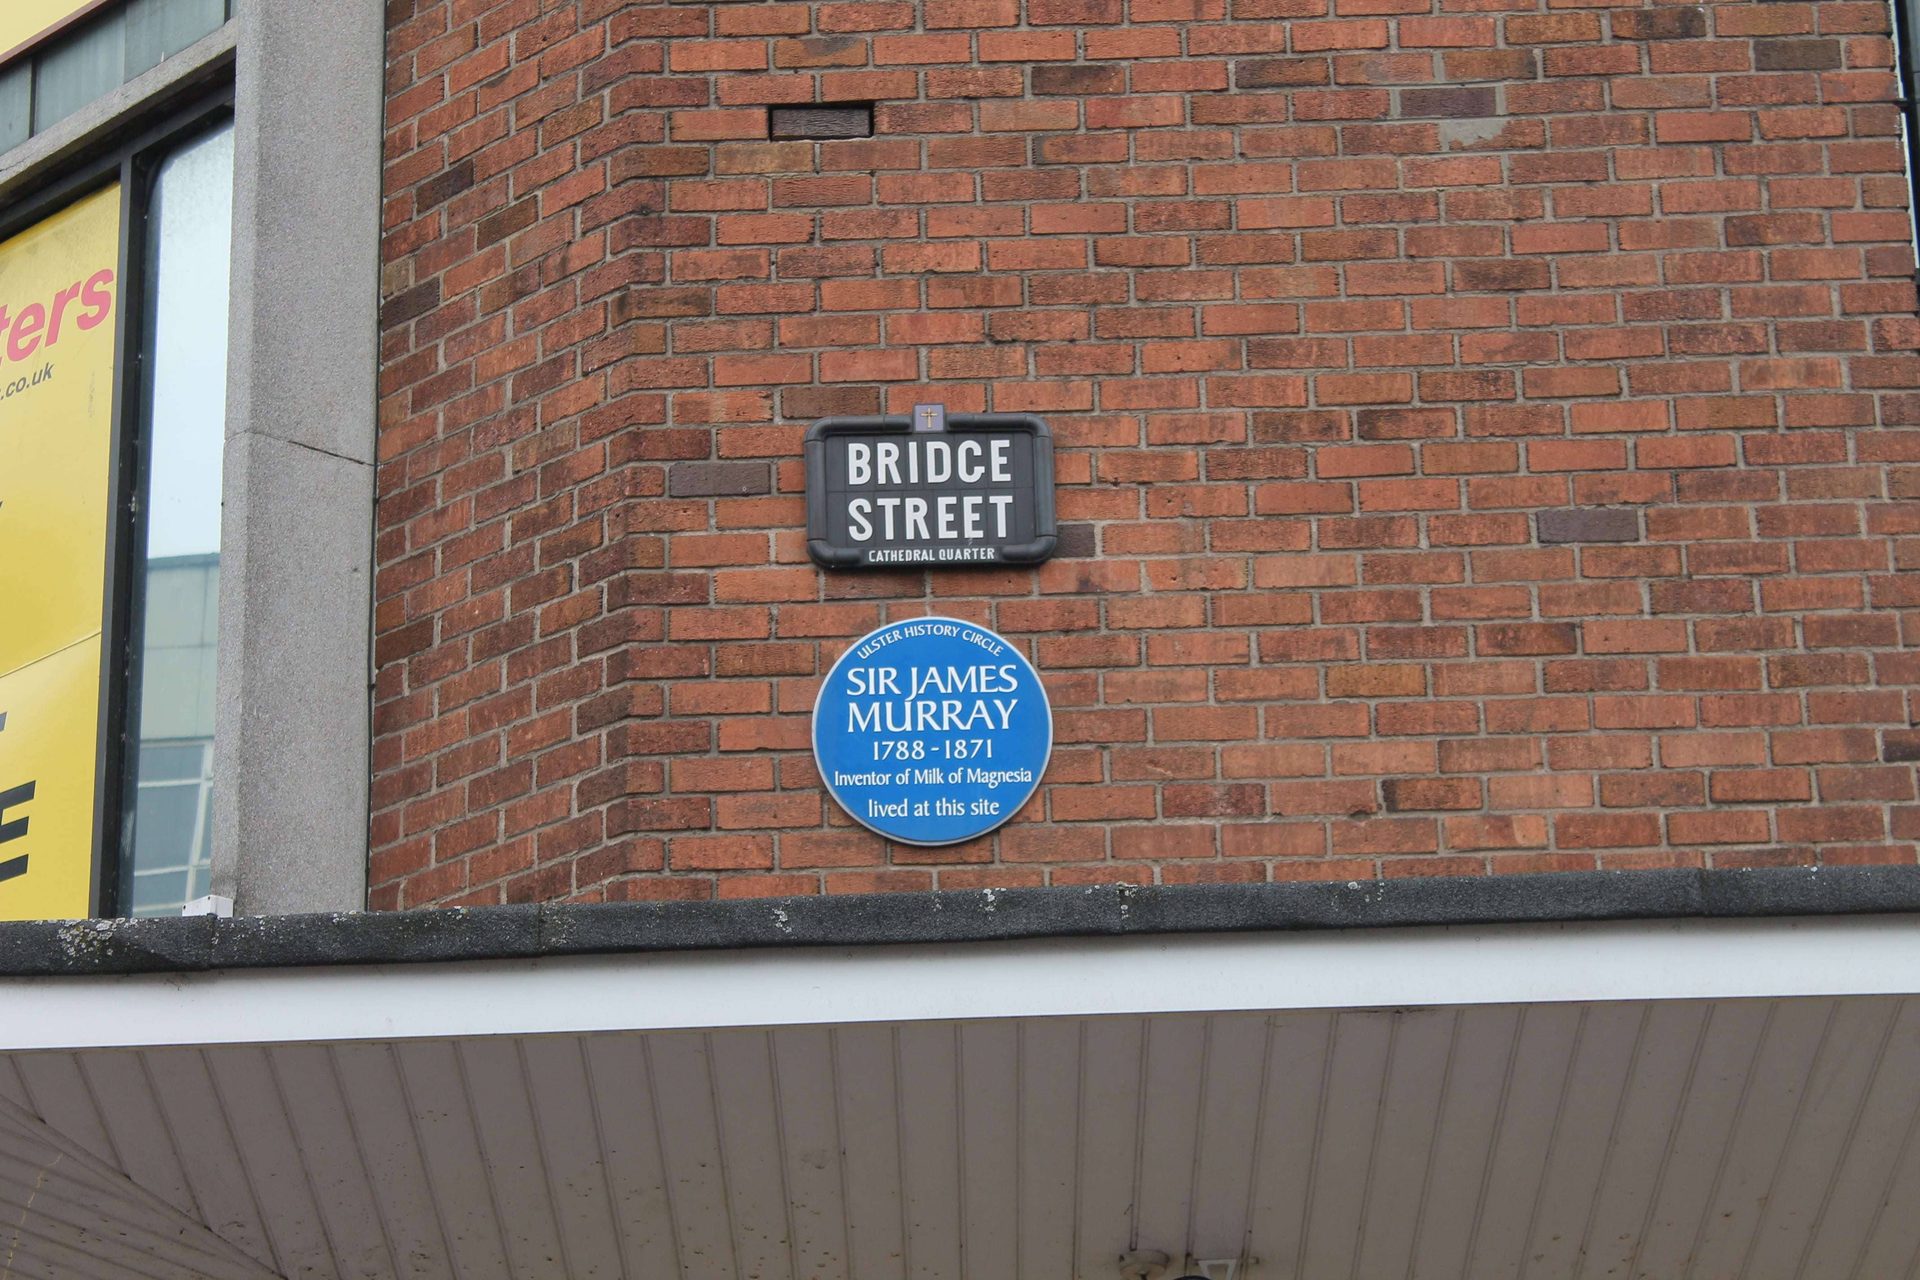 ters
.co.uk
E
BRIDGE
STREET
CATHEDRAL QUARTER
ULSTER HISTORY CIRCLE
SIR JAMES
MURRAY
1788-1871
Inventor of Milk of Magnesia
lived at this site